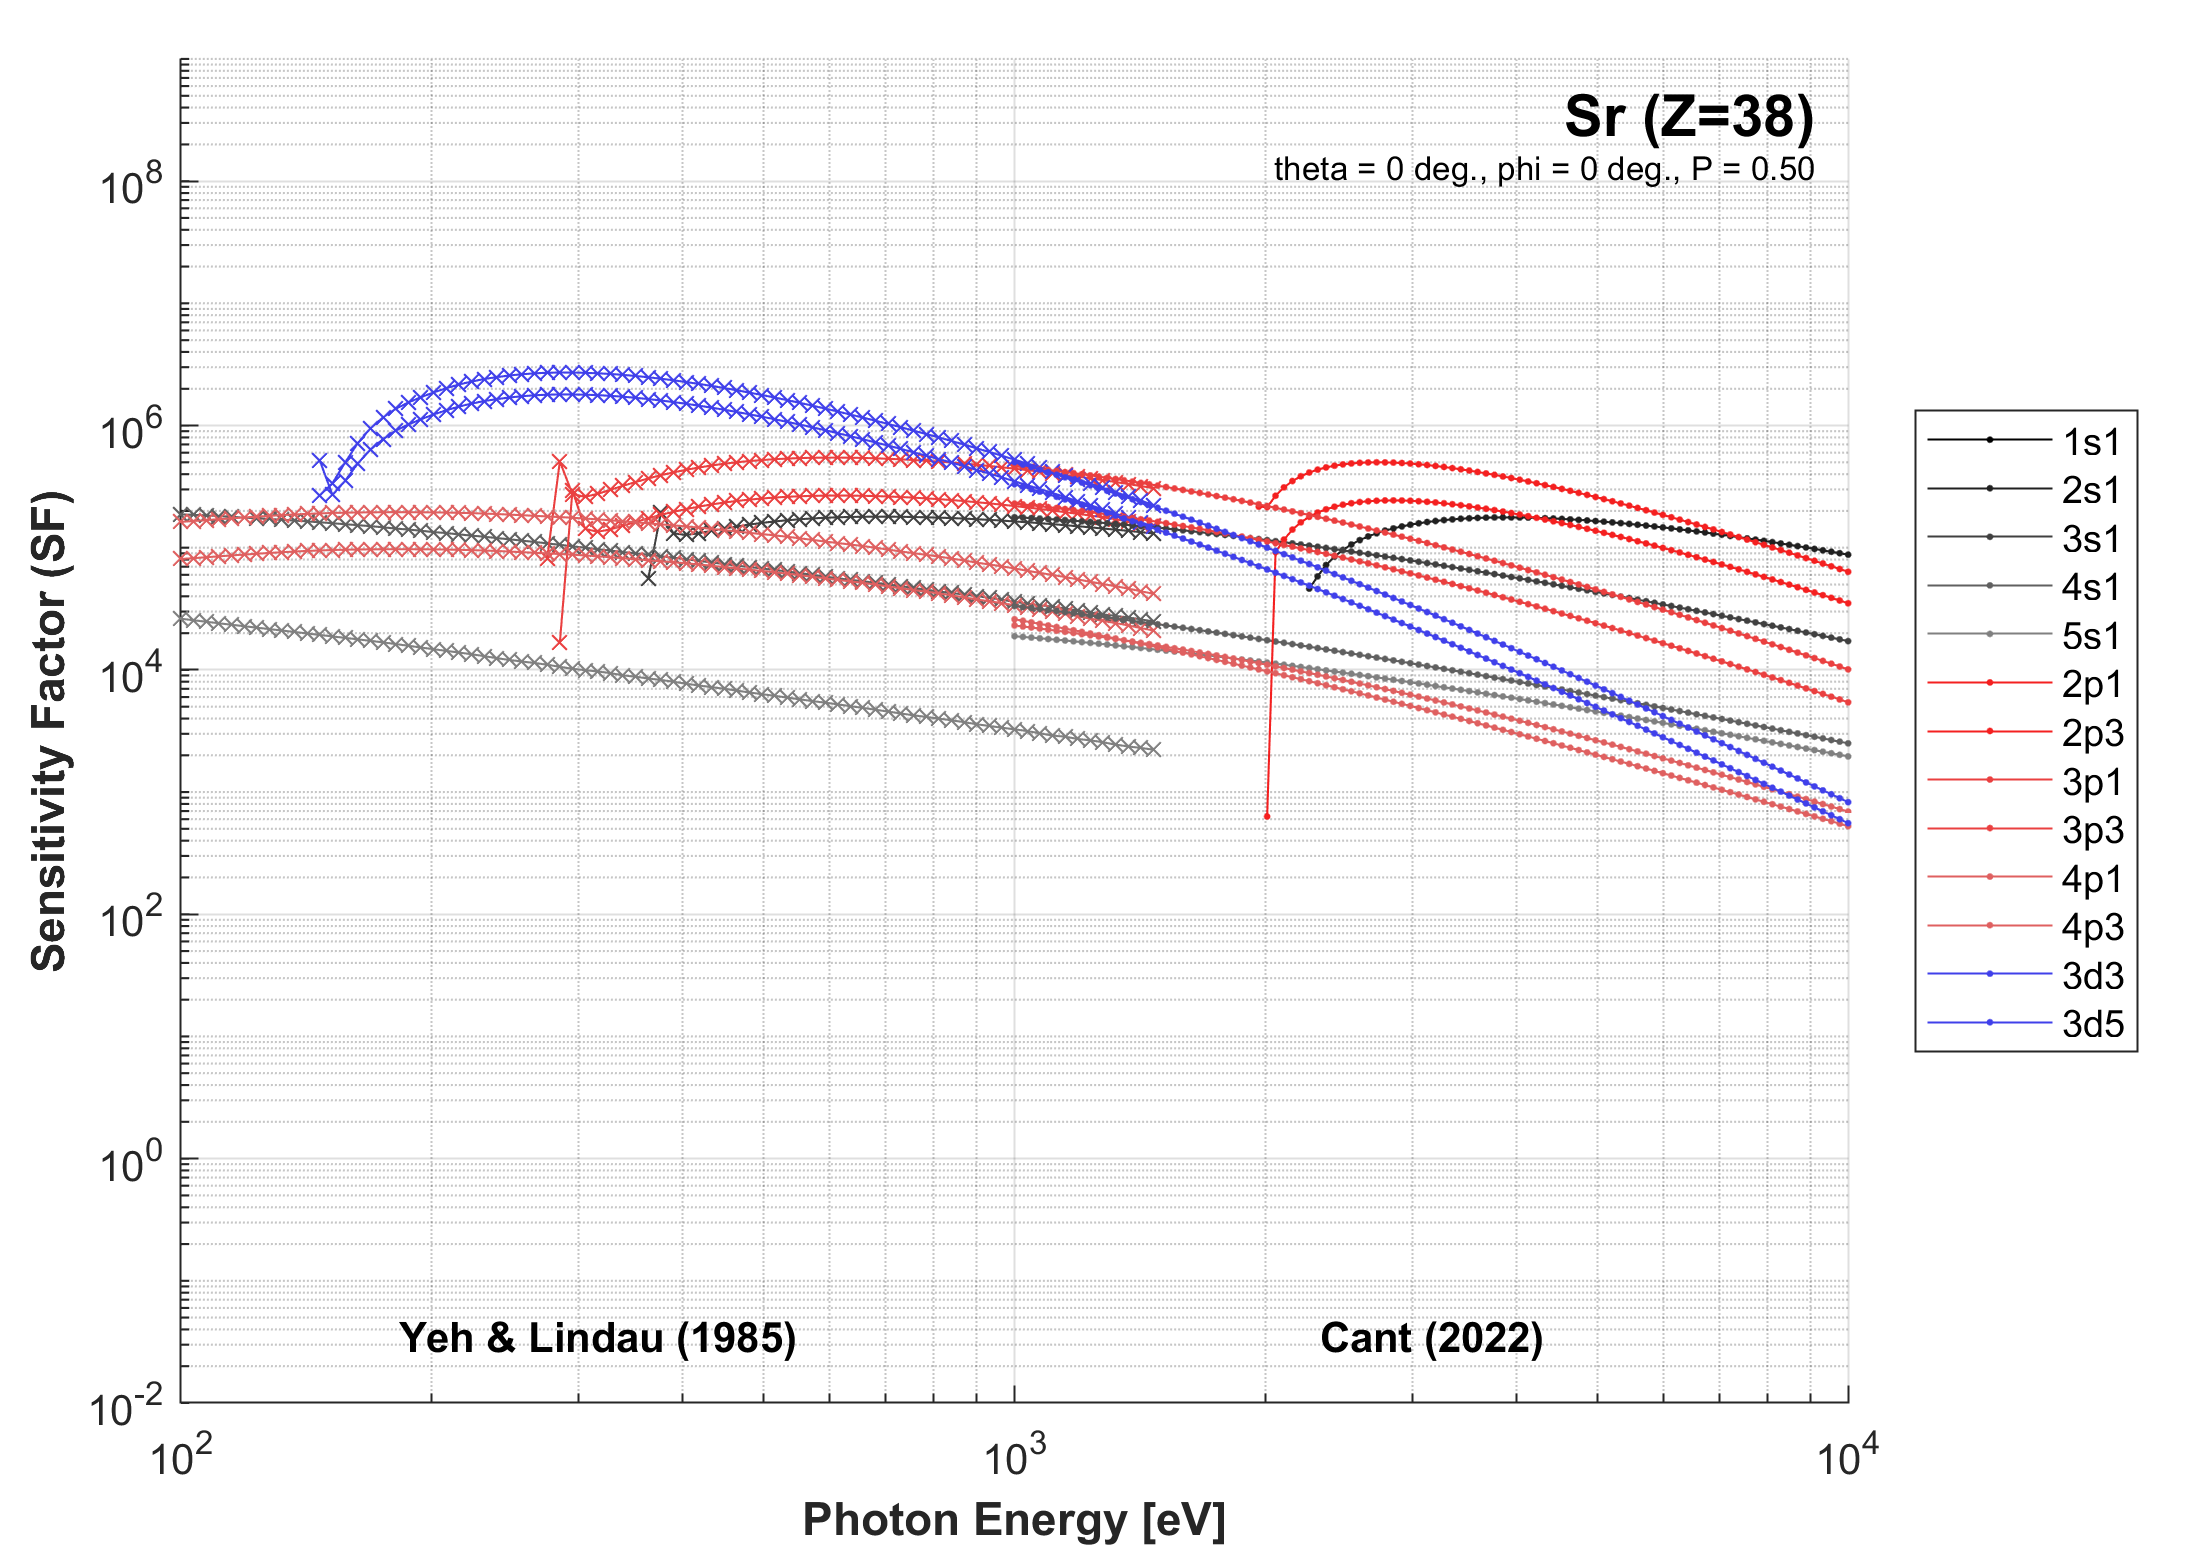 Sr (Z=38)
theta = 0 deg., phi = 0 deg., P = 0.50
Sensitivity Factor (SF)
10^8
10^6
10^4
10^2
10^0
10^-2
10^2
10^3
10^4
Photon Energy [eV]
Yeh & Lindau (1985)
Cant (2022)
1s1
2s1
3s1
4s1
5s1
2p1
2p3
3p1
3p3
4p1
4p3
3d3
3d5